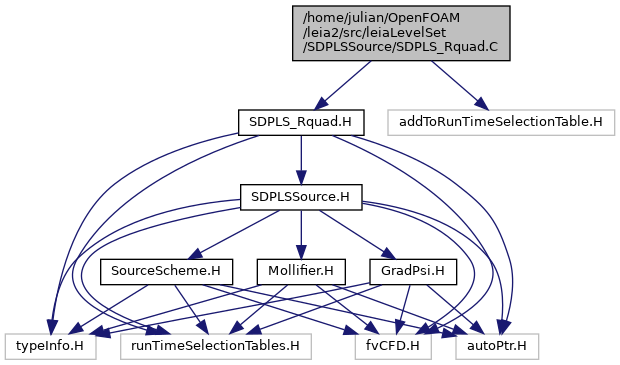 /home/julian/OpenFOAM
/leia2/src/leiaLevelSet
/SDPLSSource/SDPLS_Rquad.C
SDPLS_Rquad.H
addToRunTimeSelectionTable.H
SDPLSSource.H
SourceScheme.H
Mollifier.H
GradPsi.H
typeInfo.H
runTimeSelectionTables.H
fvCFD.H
autoPtr.H